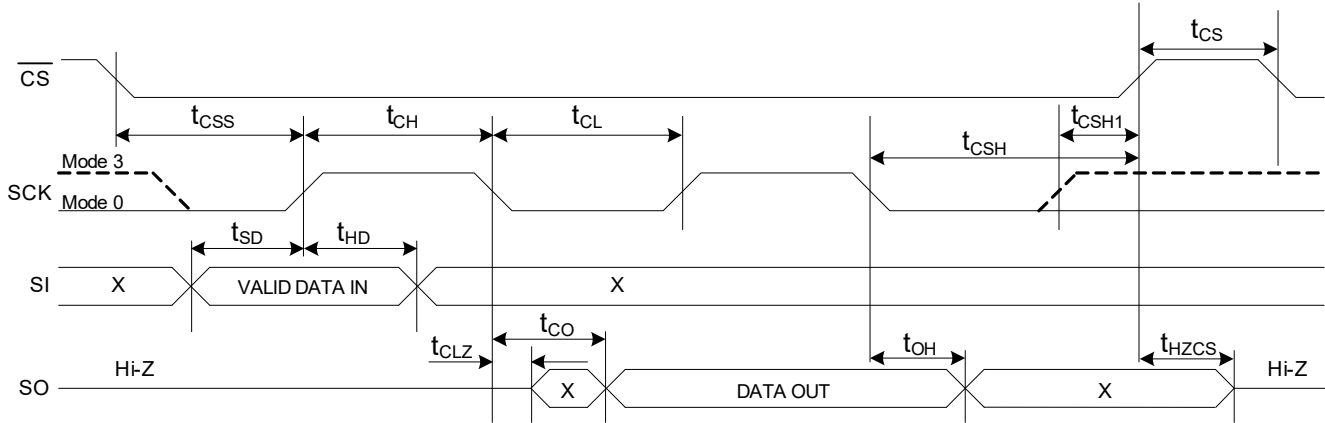 tCS
CS
tCSS
tCH
tCL
tCSH
tCSH1
Mode 3
SCK
Mode 0
tSD
tHD
SI
X
VALID DATA IN
X
tCO
tCLZ
tOH
tHZCS
Hi-Z
SO
X
DATA OUT
X
Hi-Z